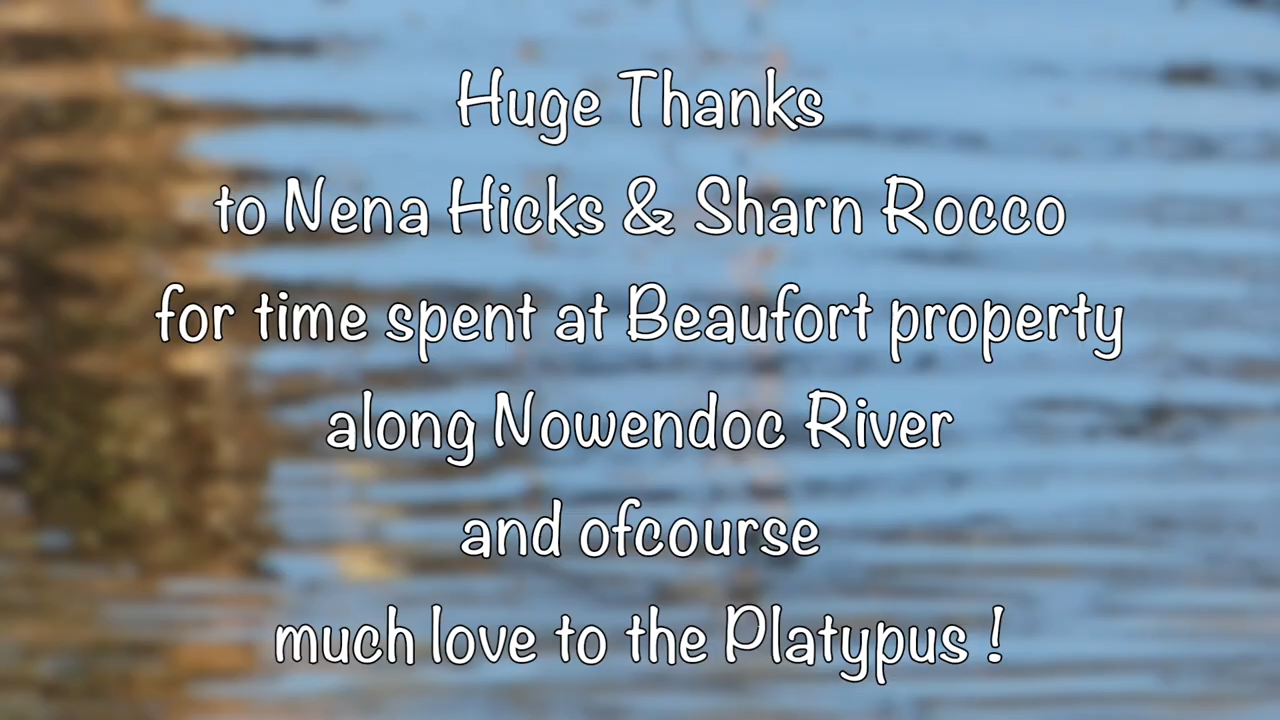 Huge Thanks
to Nena Hicks & Sharn Rocco
for time spent at Beaufort property
along Nowendoc River
and ofcourse
much love to the Platypus !